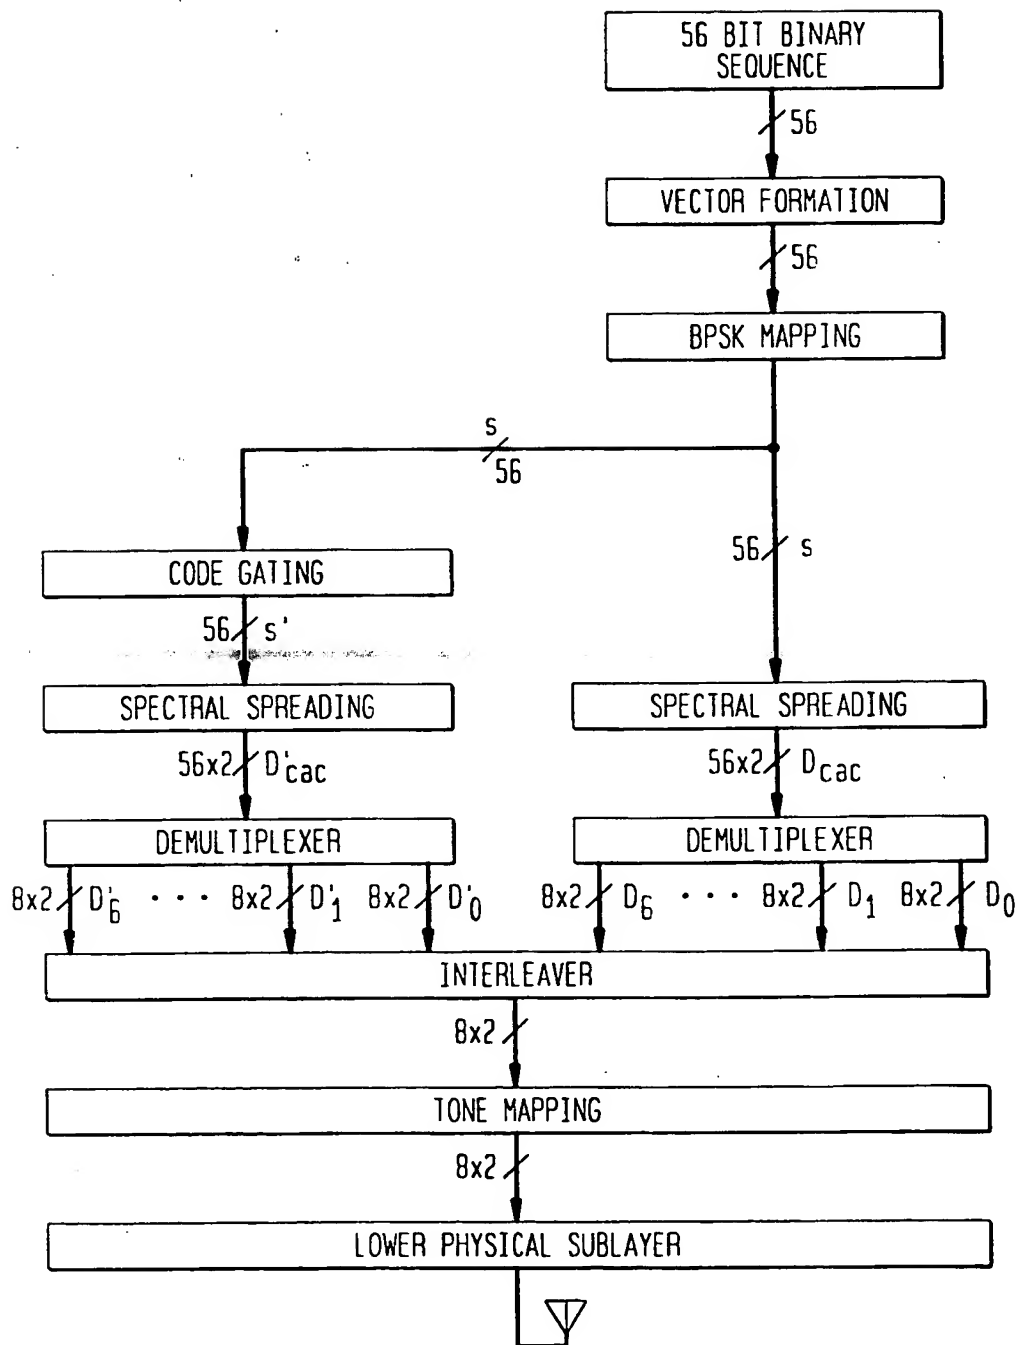 56 BIT BINARY
SEQUENCE
56
VECTOR FORMATION
56
BPSK MAPPING
s
56
56 s
CODE GATING
56 s'
SPECTRAL SPREADING
SPECTRAL SPREADING
56x2 D'cac
56x2 Dcac
DEMULTIPLEXER
DEMULTIPLEXER
8x2 D'6 ... 8x2 D'1 8x2 D'0
8x2 D6 ... 8x2 D1 8x2 D0
INTERLEAVER
8x2
TONE MAPPING
8x2
LOWER PHYSICAL SUBLAYER